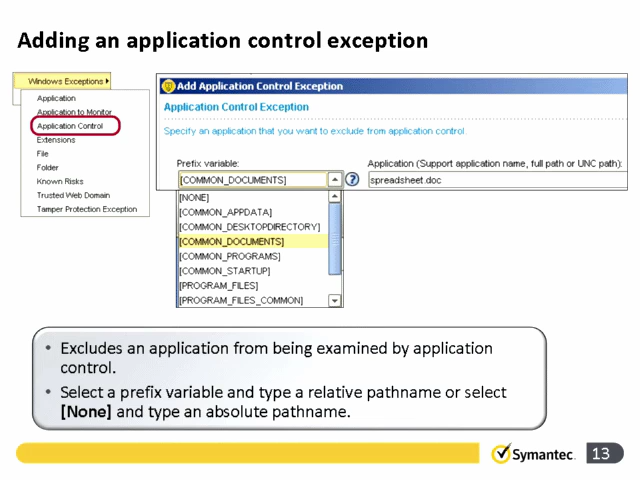 Adding an application control exception
Windows Exceptions
Application
Application to Monitor
Application Control
Extensions
File
Folder
Known Risks
Trusted Web Domain
Tamper Protection Exception
Add Application Control Exception
Application Control Exception
Specify an application that you want to exclude from application control.
Prefix variable: Application (Support application name, full path or UNC path):
[COMMON_DOCUMENTS] spreadsheet.doc
[NONE]
[COMMON_APPDATA]
[COMMON_DESKTOPDIRECTORY]
[COMMON_DOCUMENTS]
[COMMON_PROGRAMS]
[COMMON_STARTUP]
[PROGRAM_FILES]
[PROGRAM_FILES_COMMON]
• Excludes an application from being examined by application
control.
• Select a prefix variable and type a relative pathname or select
[None] and type an absolute pathname.
Symantec. 13